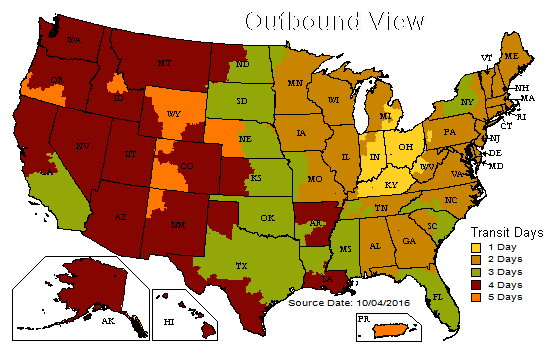 Outbound View
WA
OR
CA
NV
ID
MT
WY
UT
CO
AZ
NM
ND
SD
NE
KS
OK
TX
MN
IA
MO
AR
LA
WI
IL
MI
IN
OH
KY
TN
MS
AL
GA
FL
SC
NC
VA
WV
PA
NY
VT
ME
NH
MA
RI
CT
NJ
DE
MD
AK
HI
PR
Transit Days
1 Day
2 Days
3 Days
4 Days
5 Days
Source Date: 10/04/2016